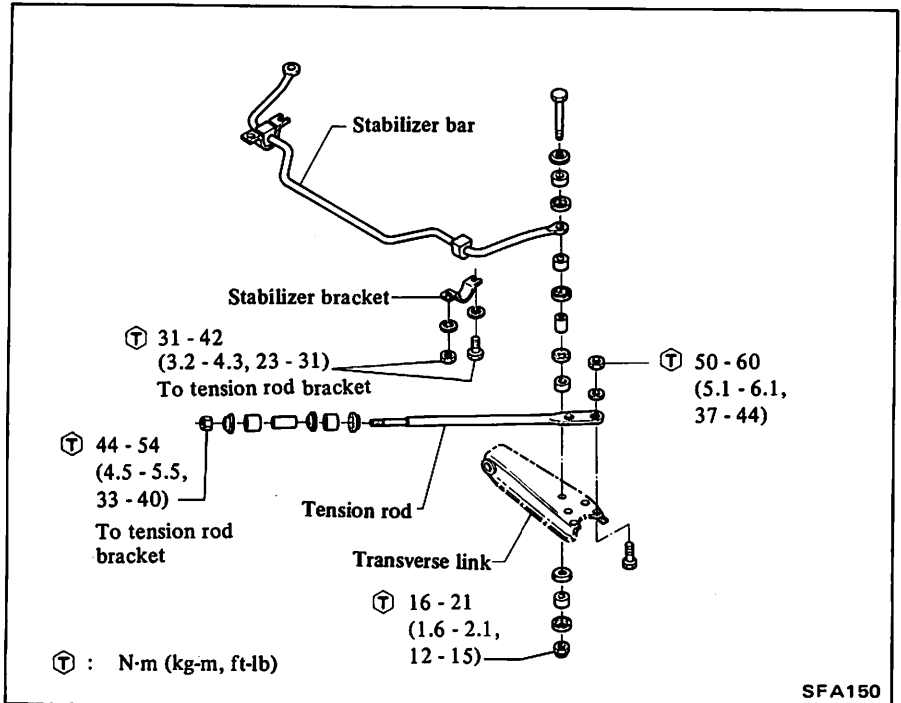 Stabilizer bar
Stabilizer bracket
Ⓣ 31 - 42
(3.2 - 4.3, 23 - 31)
To tension rod bracket
Ⓣ 50 - 60
(5.1 - 6.1,
37 - 44)
Ⓣ 44 - 54
(4.5 - 5.5,
33 - 40)
To tension rod
bracket
Tension rod
Transverse link
Ⓣ 16 - 21
(1.6 - 2.1,
12 - 15)
Ⓣ : N·m (kg-m, ft-lb)
SFA150